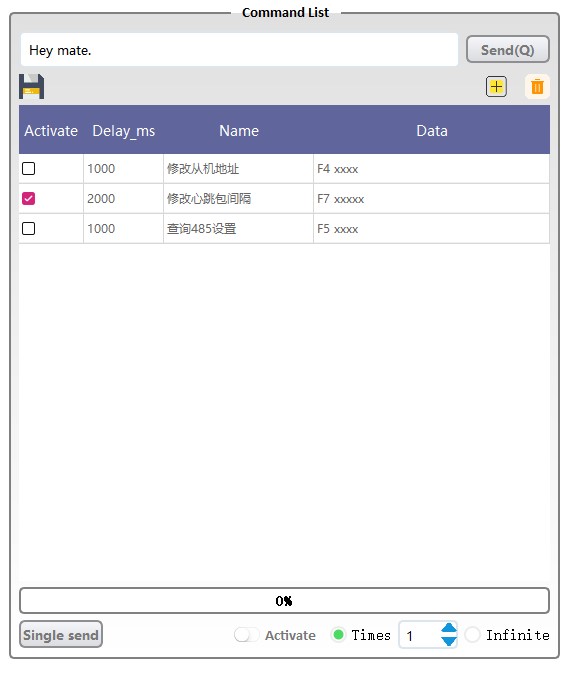 Command List
Hey mate.
Send(Q)
Activate Delay_ms Name Data
1000 修改从机地址 F4 xxxx
2000 修改心跳包间隔 F7 xxxxx
1000 查询485设置 F5 xxxx
0%
Single send Activate Times 1 Infinite